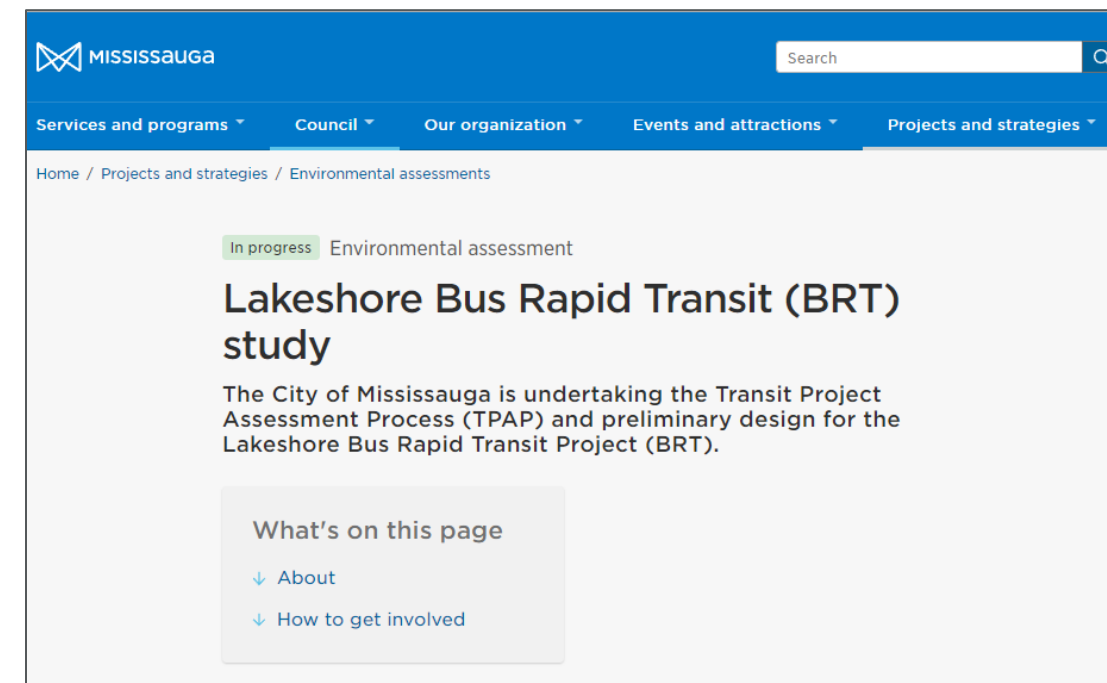 MISSISSAUGA
Search
Services and programs Council Our organization Events and attractions Projects and strategies
Home / Projects and strategies / Environmental assessments
In progress Environmental assessment
Lakeshore Bus Rapid Transit (BRT)
study
The City of Mississauga is undertaking the Transit Project
Assessment Process (TPAP) and preliminary design for the
Lakeshore Bus Rapid Transit Project (BRT).
What's on this page
↓ About
↓ How to get involved